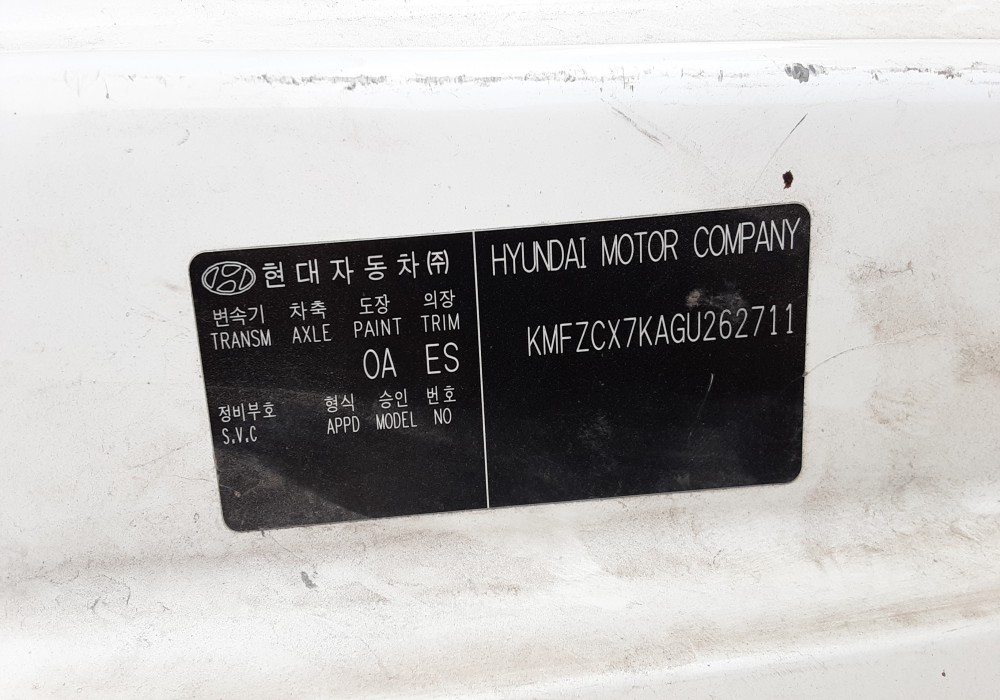 현대자동차㈜
변속기 차축 도장 의장
TRANSM AXLE PAINT TRIM
OA ES
정비부호 형식 승인 번호
S.V.C APPD MODEL NO
HYUNDAI MOTOR COMPANY
KMFZCX7KAGU262711